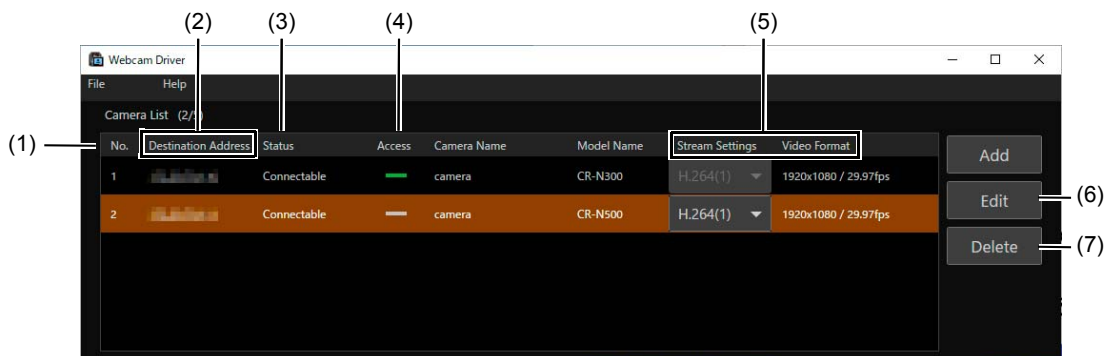 (2) (3) (4) (5)
Webcam Driver
File Help
Camera List (2/5)
(1) No. Destination Address Status Access Camera Name Model Name Stream Settings Video Format Add
1 Connectable camera CR-N300 H.264(1) 1920x1080 / 29.97fps
Edit (6)
2 Connectable camera CR-N500 H.264(1) 1920x1080 / 29.97fps
Delete (7)